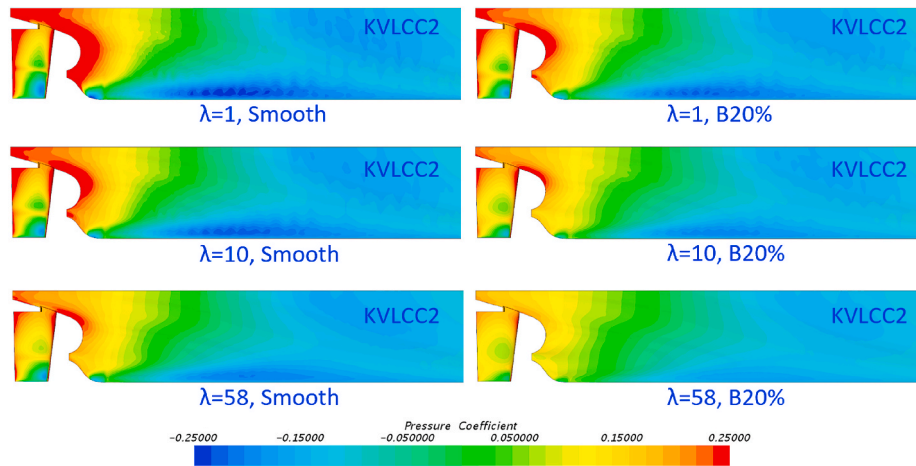 KVLCC2
KVLCC2
λ=1, Smooth
λ=1, B20%
KVLCC2
KVLCC2
λ=10, Smooth
λ=10, B20%
KVLCC2
KVLCC2
λ=58, Smooth
λ=58, B20%
Pressure Coefficient
-0.25000 -0.15000 -0.050000 0.050000 0.15000 0.25000